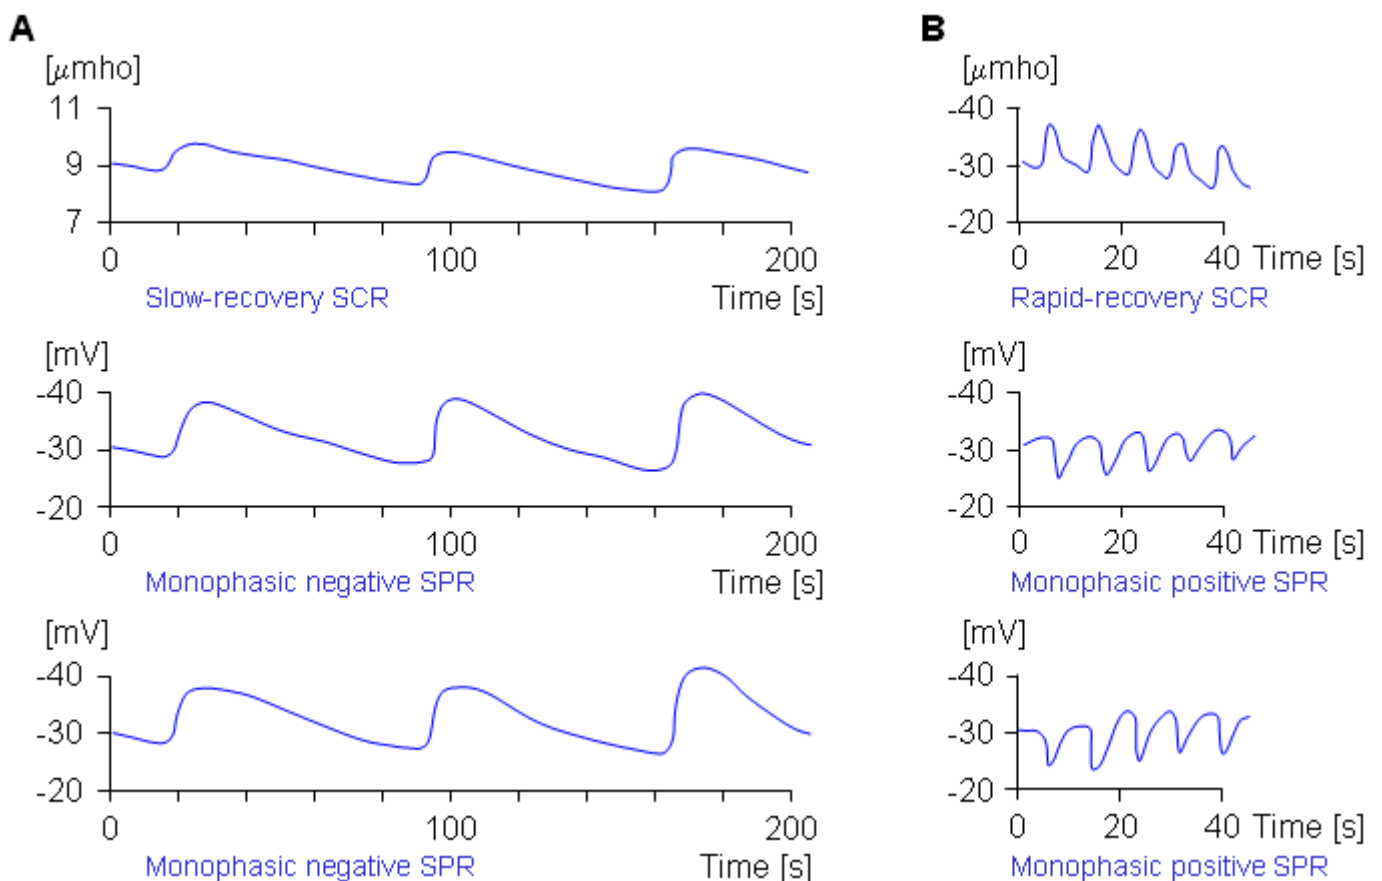 A
[μmho]
11
9
7
0 100 200
Slow-recovery SCR Time [s]
[mV]
-40
-30
-20
0 100 200
Monophasic negative SPR Time [s]
[mV]
-40
-30
-20
0 100 200
Monophasic negative SPR Time [s]
B
[μmho]
-40
-30
-20
0 20 40 Time [s]
Rapid-recovery SCR
[mV]
-40
-30
-20
0 20 40 Time [s]
Monophasic positive SPR
[mV]
-40
-30
-20
0 20 40 Time [s]
Monophasic positive SPR